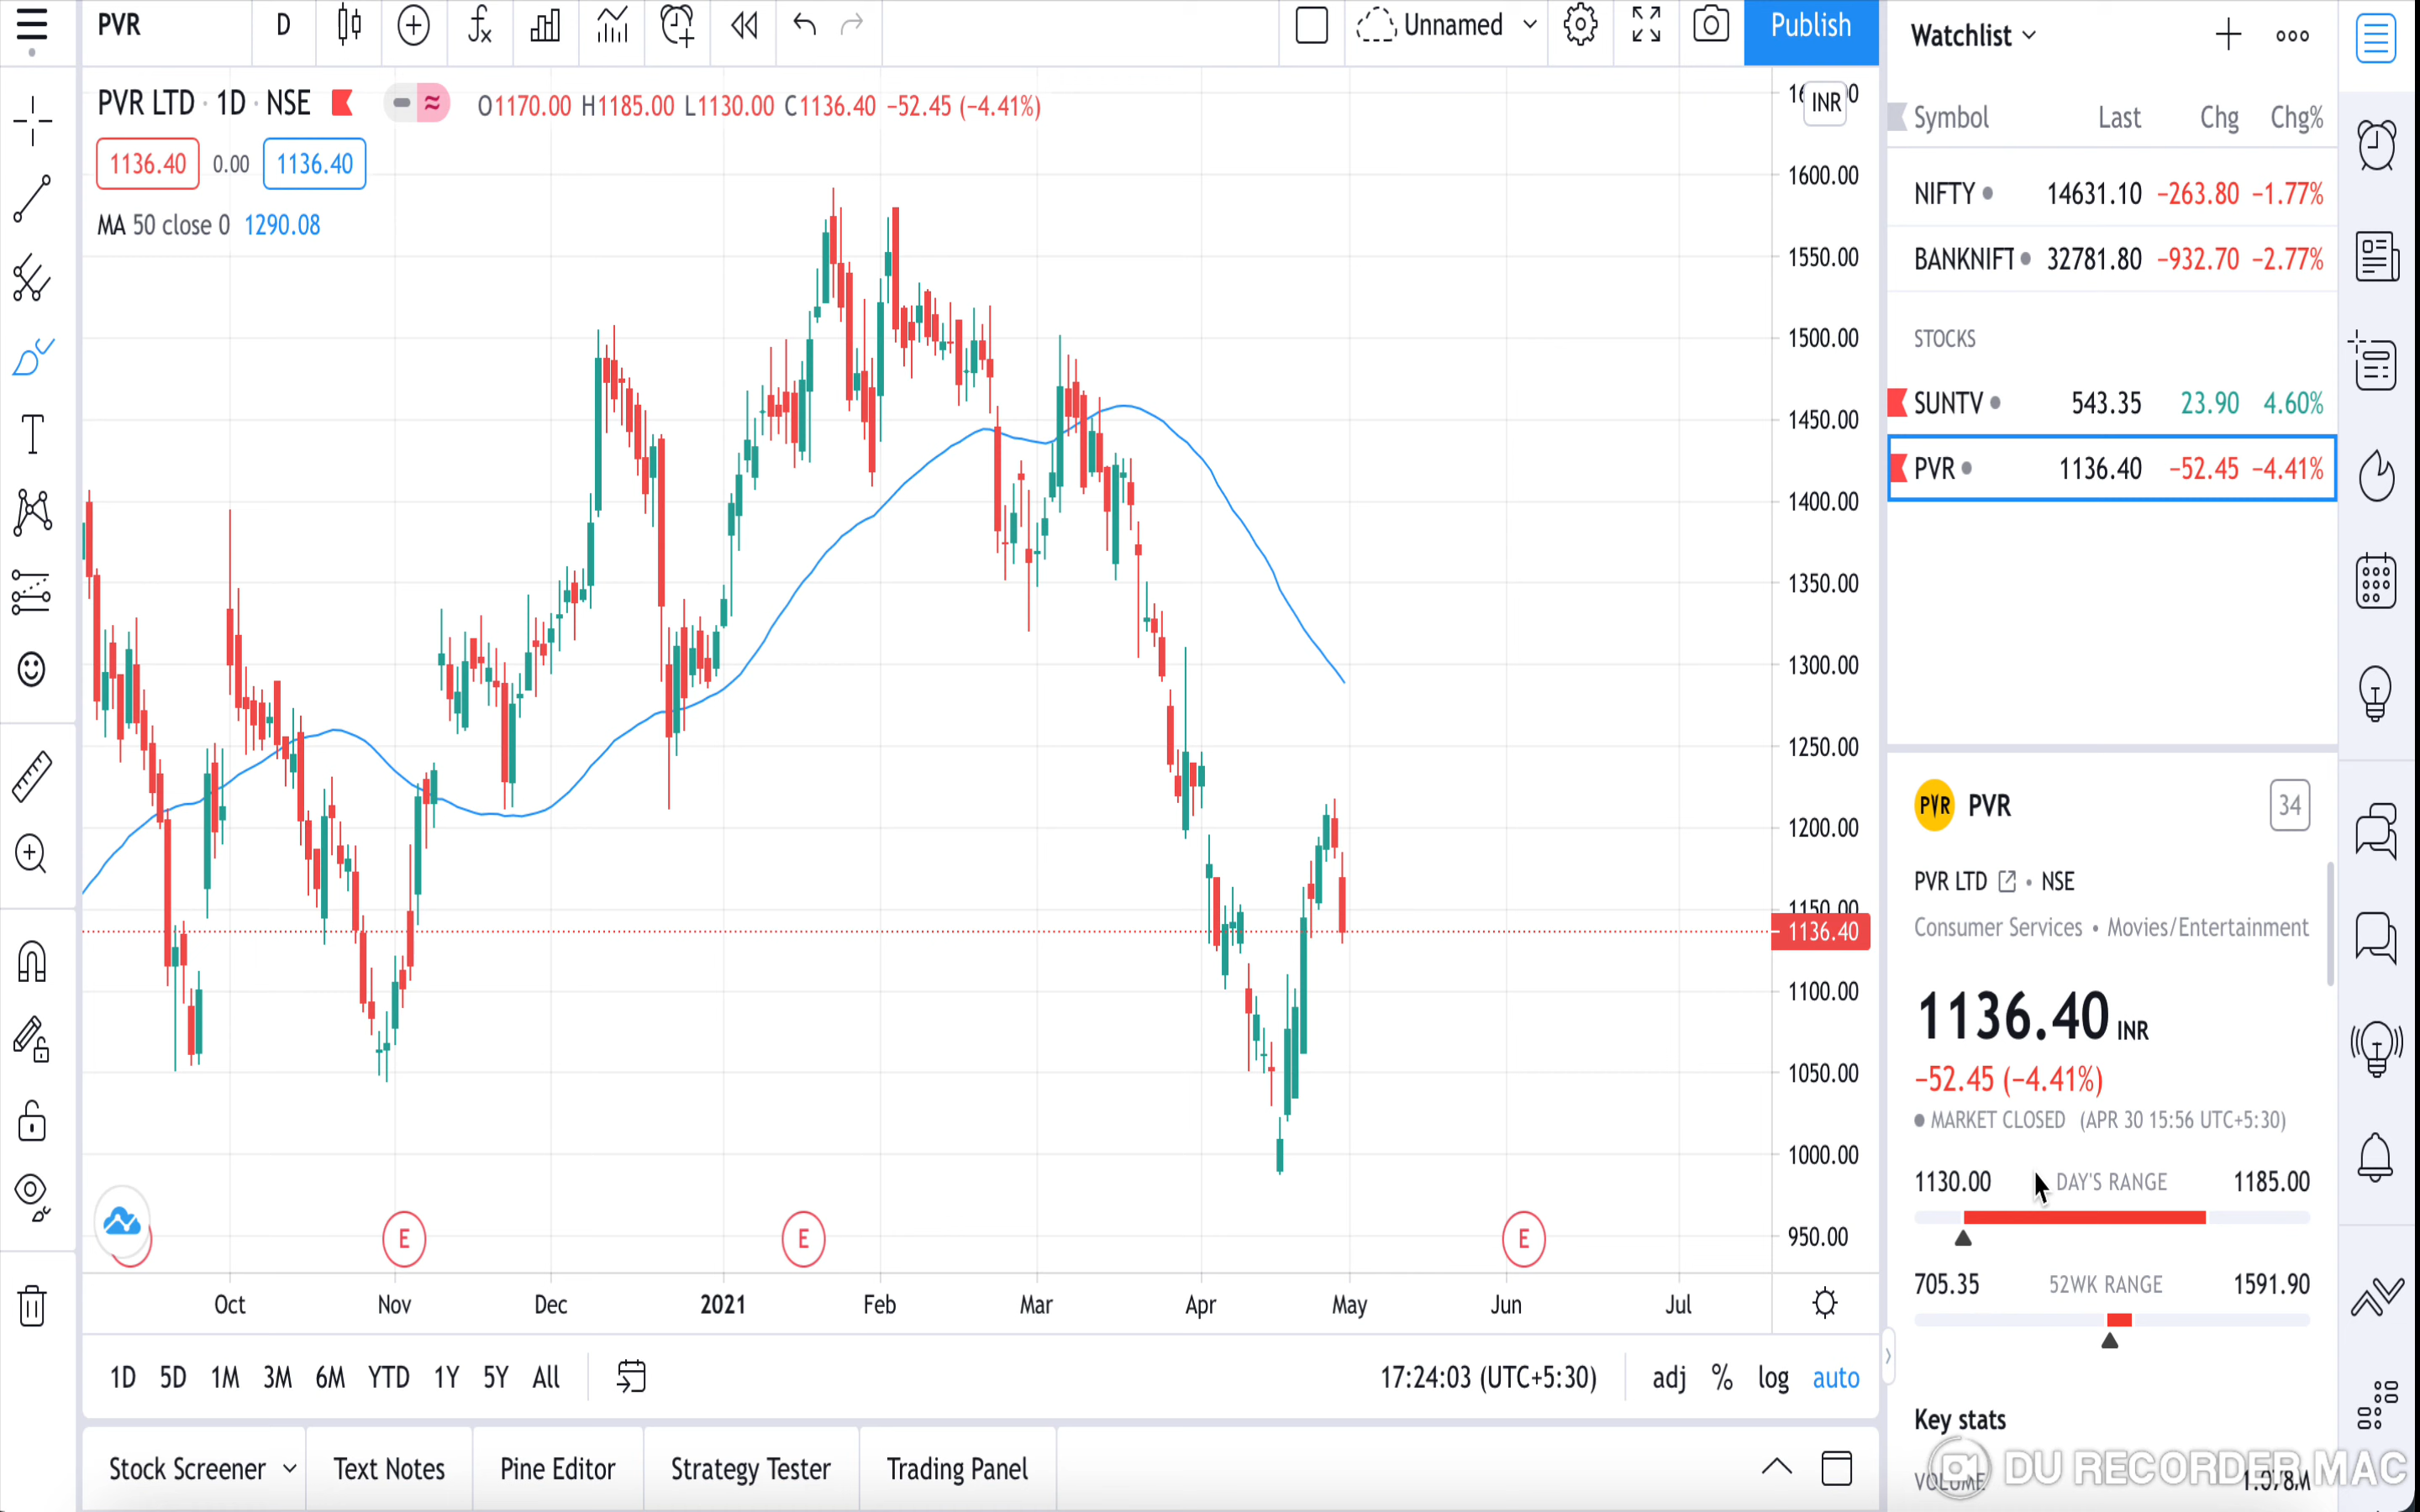 PVR D Unnamed Publish
PVR LTD · 1D · NSE O1170.00 H1185.00 L1130.00 C1136.40 −52.45 (−4.41%)
1136.40 0.00 1136.40
MA 50 close 0 1290.08
INR
1600.00
1550.00
1500.00
1450.00
1400.00
1350.00
1300.00
1250.00
1200.00
1150.00
1136.40
1100.00
1050.00
1000.00
950.00
E E E
Oct Nov Dec 2021 Feb Mar Apr May Jun Jul
1D 5D 1M 3M 6M YTD 1Y 5Y All 17:24:03 (UTC+5:30) adj % log auto
Stock Screener Text Notes Pine Editor Strategy Tester Trading Panel
Watchlist
Symbol Last Chg Chg%
NIFTY 14631.10 −263.80 −1.77%
BANKNIFT 32781.80 −932.70 −2.77%
STOCKS
SUNTV 543.35 23.90 4.60%
PVR 1136.40 −52.45 −4.41%
PVR PVR 34
PVR LTD • NSE
Consumer Services • Movies/Entertainment
1136.40 INR
−52.45 (−4.41%)
MARKET CLOSED (APR 30 15:56 UTC+5:30)
1130.00 DAY'S RANGE 1185.00
705.35 52WK RANGE 1591.90
Key stats
VOLUME 1.078M
DU RECORDER MAC